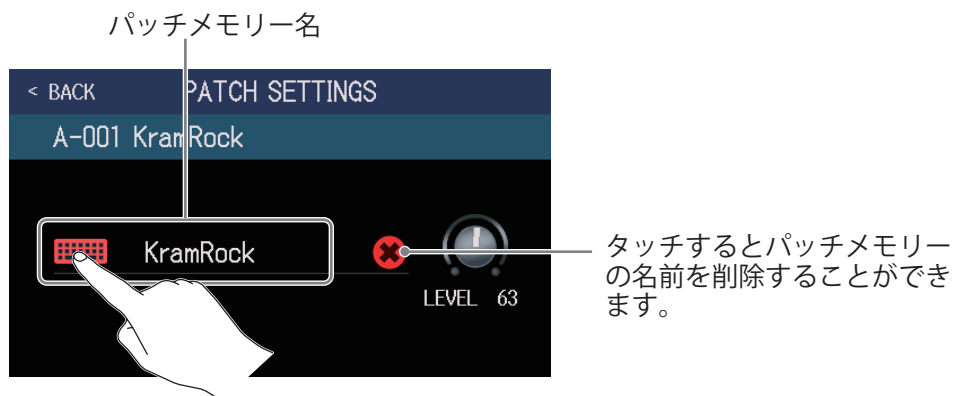 パッチメモリー名
< BACK PATCH SETTINGS
A-001 KramRock
KramRock
LEVEL 63
タッチするとパッチメモリー
の名前を削除することができ
ます。